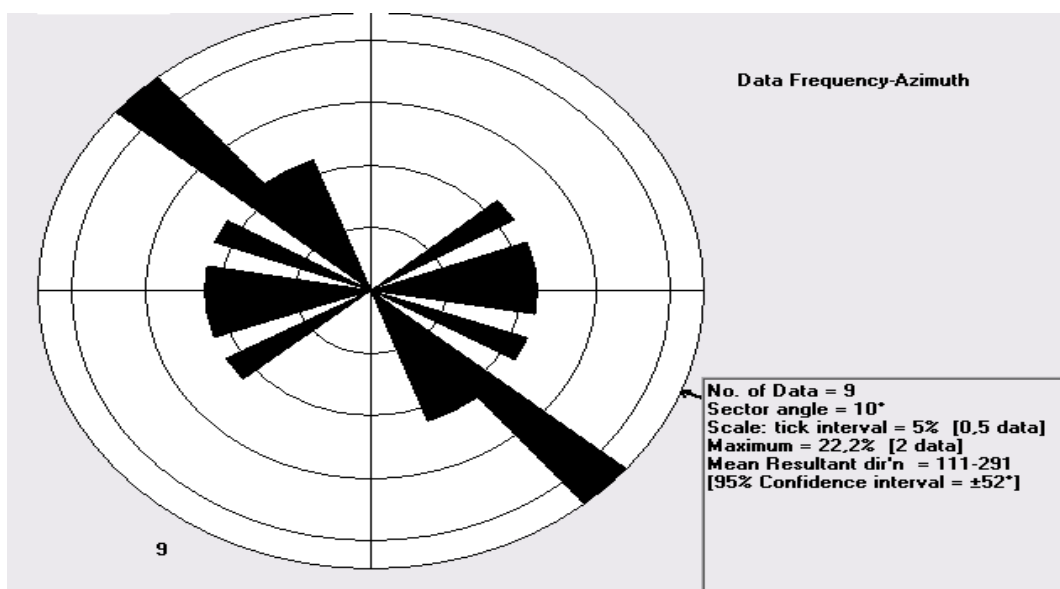 Data Frequency-Azimuth
No. of Data = 9
Sector angle = 10°
Scale: tick interval = 5% [0,5 data]
Maximum = 22,2% [2 data]
Mean Resultant dir'n = 111-291
[95% Confidence interval = ±52°]
9